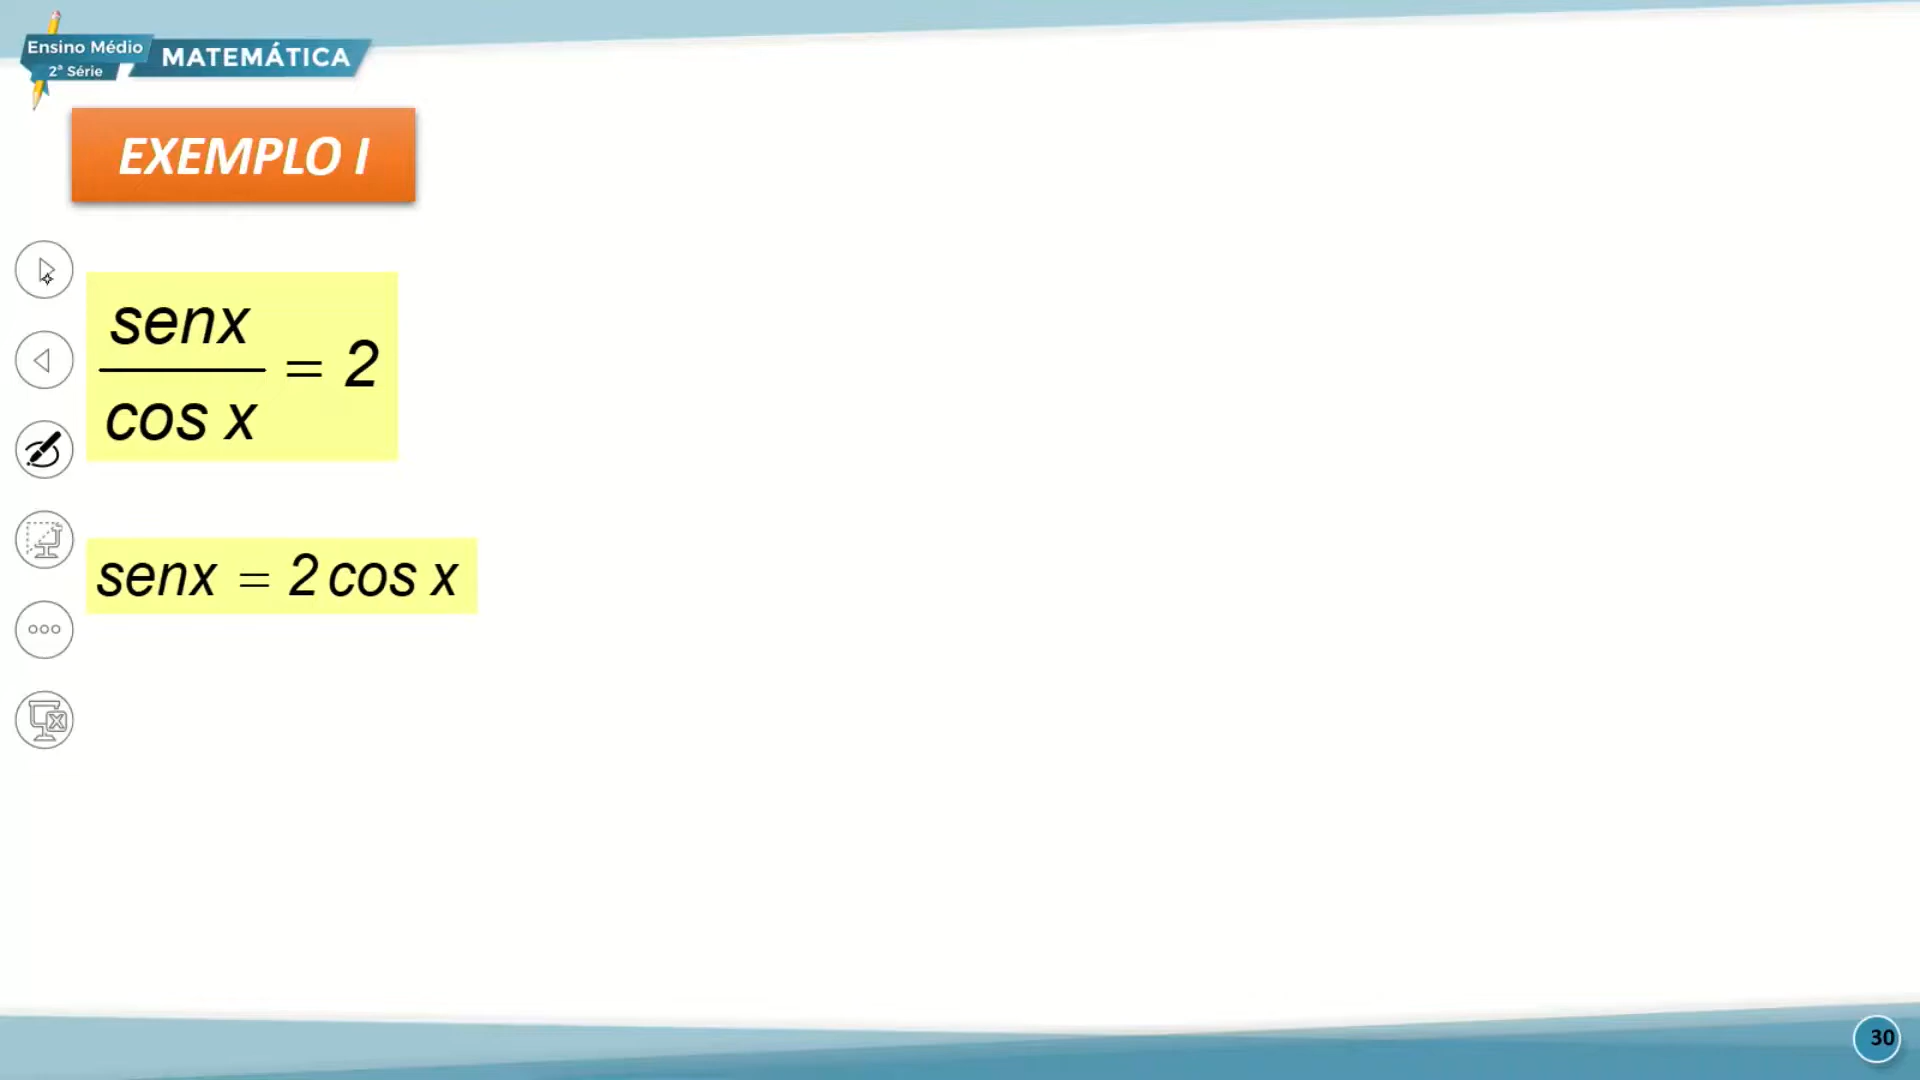 Ensino Médio
2ª Série
MATEMÁTICA
EXEMPLO I
senx
cos x
= 2
senx = 2 cos x
30